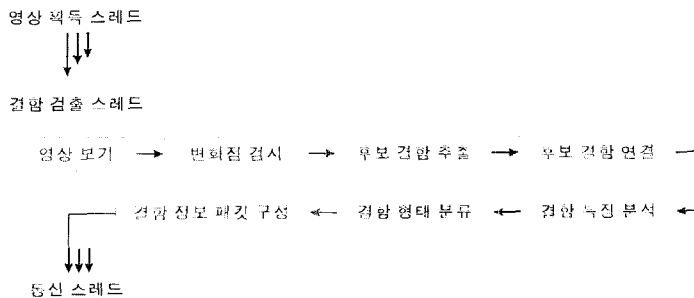 영상 획득 스레드
결함 검출 스레드
영상 보기 → 변화점 검사 → 후보 결함 추출 → 후보 결함 연결
결함 정보 패킷 구성 ← 결함 형태 분류 ← 결함 특징 분석
통신 스레드